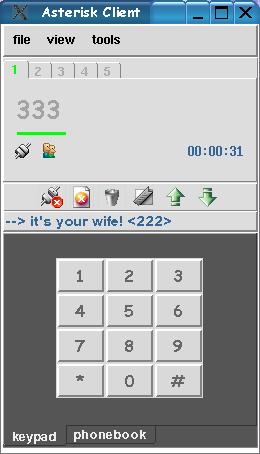 Asterisk Client
file view tools
1 2 3 4 5
333
00:00:31
--> it's your wife! <222>
1 2 3
4 5 6
7 8 9
* 0 #
keypad phonebook